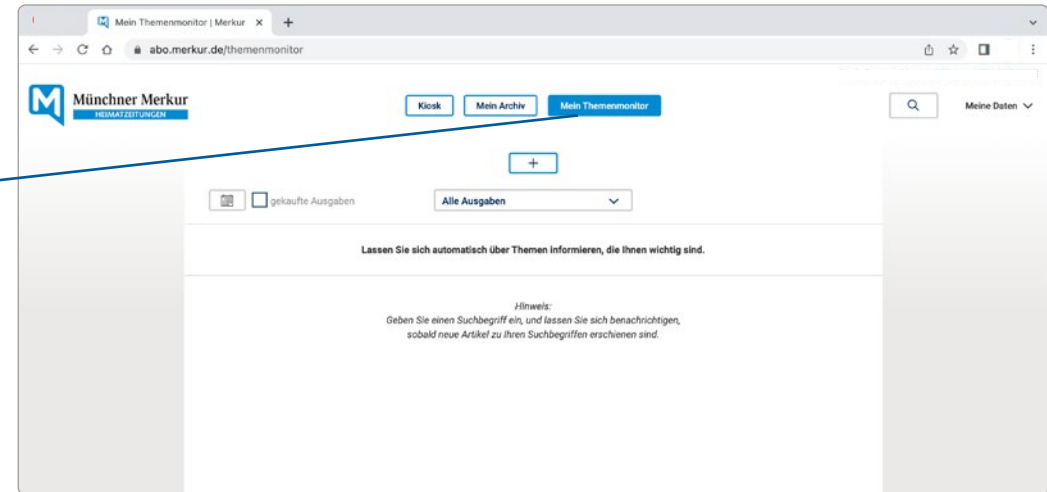 Mein Themenmonitor | Merkur
abo.merkur.de/themenmonitor
Münchner Merkur
HEIMATZEITUNGEN
Kiosk
Mein Archiv
Mein Themenmonitor
Meine Daten
+
gekaufte Ausgaben
Alle Ausgaben
Lassen Sie sich automatisch über Themen informieren, die Ihnen wichtig sind.
Hinweis:
Geben Sie einen Suchbegriff ein, und lassen Sie sich benachrichtigen,
sobald neue Artikel zu Ihren Suchbegriffen erschienen sind.